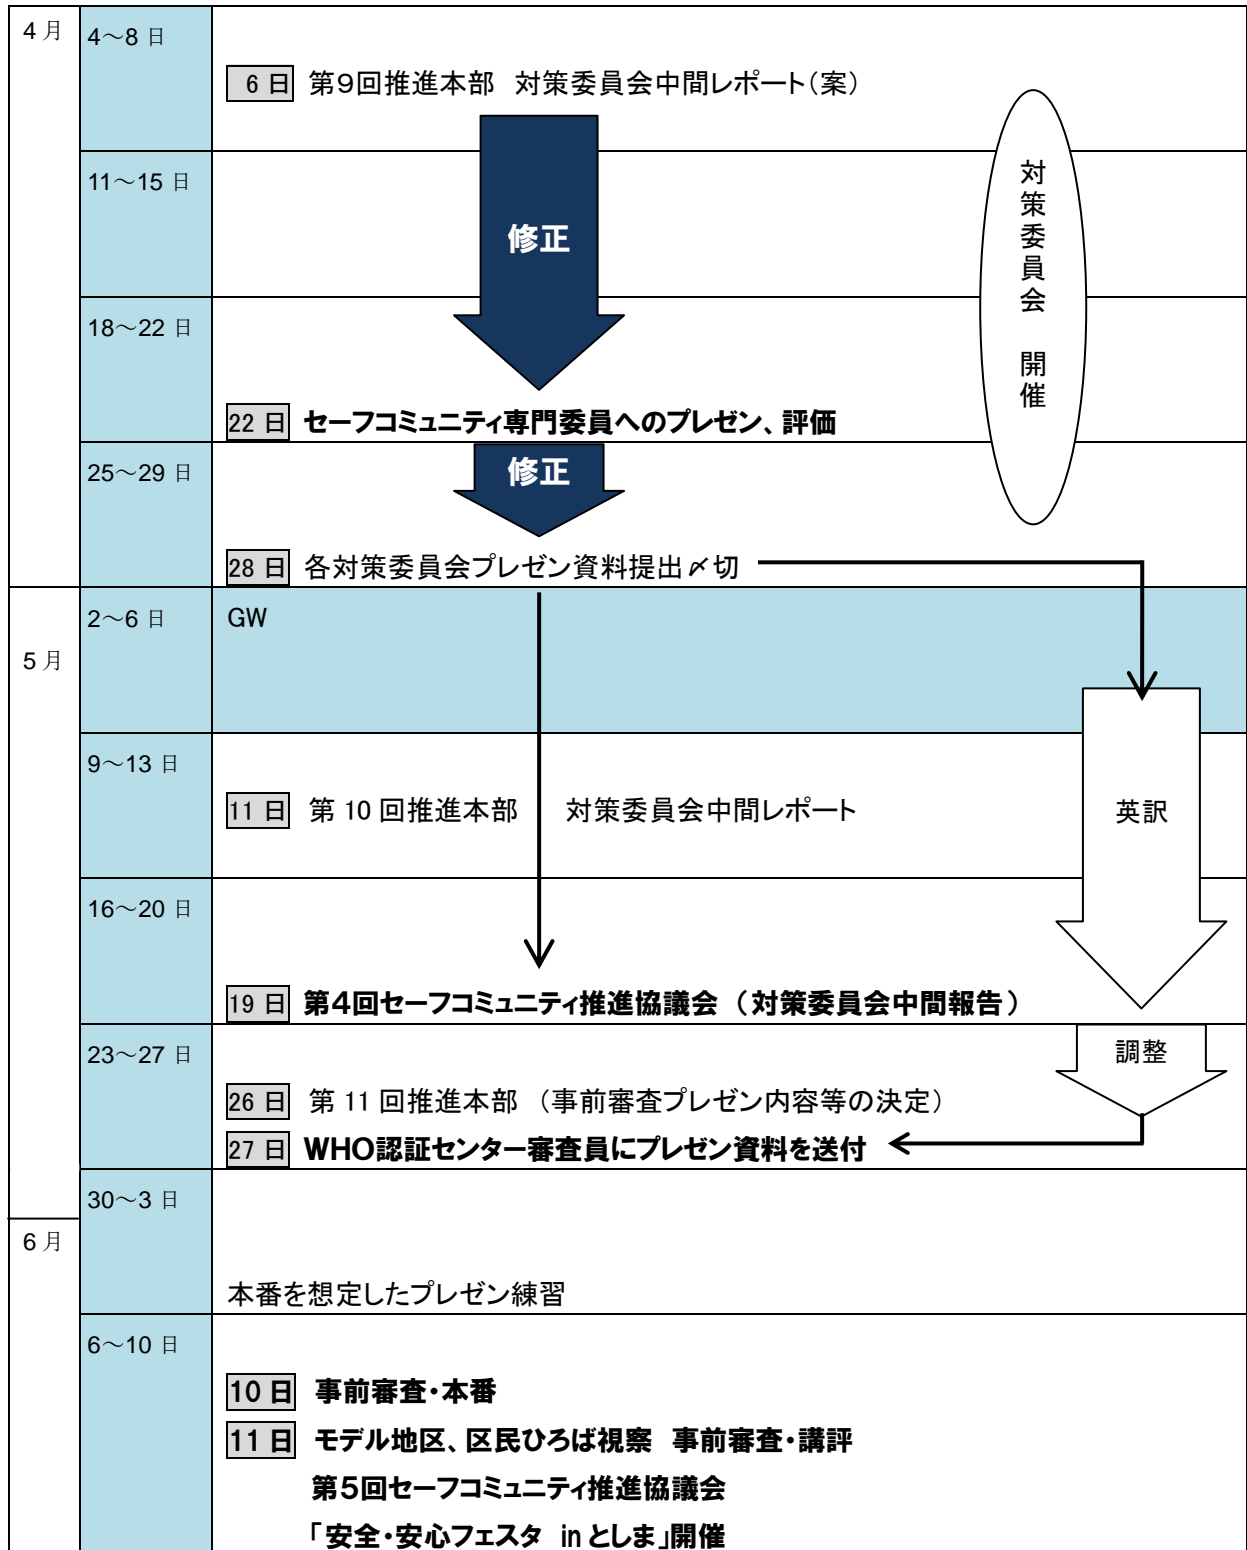 4月
4～8 日
6 日 第９回推進本部 対策委員会中間レポート（案）
11～15 日
修正
対策委員会 開催
18～22 日
22 日 セーフコミュニティ専門委員へのプレゼン、評価
25～29 日
修正
28 日 各対策委員会プレゼン資料提出〆切
5月
2～6 日
GW
9～13 日
11 日 第 10 回推進本部 対策委員会中間レポート
英訳
16～20 日
19 日 第４回セーフコミュニティ推進協議会 （対策委員会中間報告）
23～27 日
調整
26 日 第 11 回推進本部 （事前審査プレゼン内容等の決定）
27 日 ＷＨＯ認証センター審査員にプレゼン資料を送付
30～3 日
6月
本番を想定したプレゼン練習
6～10 日
10 日 事前審査・本番
11 日 モデル地区、区民ひろば視察 事前審査・講評
第５回セーフコミュニティ推進協議会
「安全・安心フェスタ in としま」開催